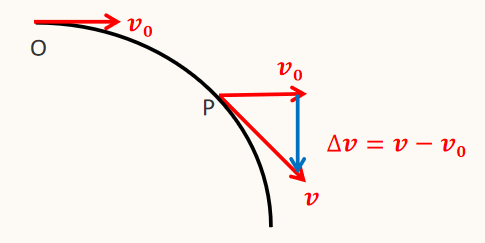 v₀
O
v₀
P
Δv = v − v₀
v